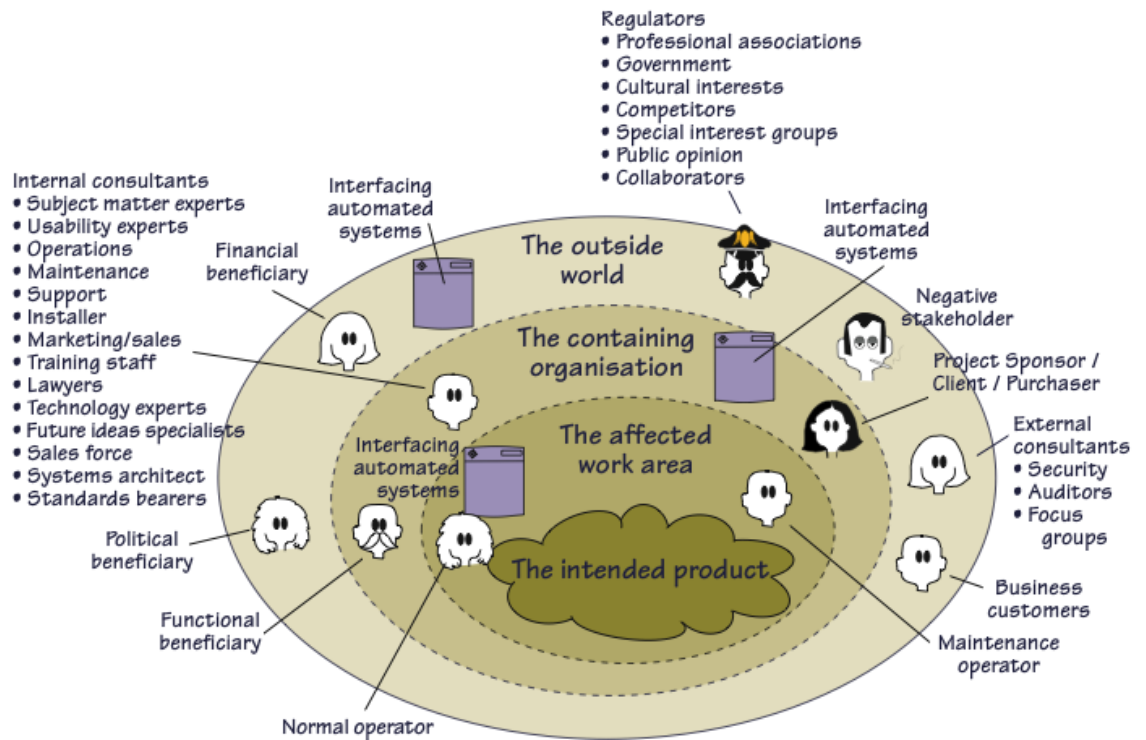 Regulators
• Professional associations
• Government
• Cultural interests
• Competitors
• Special interest groups
• Public opinion
• Collaborators
Internal consultants
• Subject matter experts
• Usability experts
• Operations
• Maintenance
• Support
• Installer
• Marketing/sales
• Training staff
• Lawyers
• Technology experts
• Future ideas specialists
• Sales force
• Systems architect
• Standards bearers
Financial
beneficiary
Interfacing
automated
systems
The outside
world
Interfacing
automated
systems
Negative
stakeholder
The containing
organisation
Project Sponsor /
Client / Purchaser
The affected
work area
Interfacing
automated
systems
External
consultants
• Security
• Auditors
• Focus
groups
Political
beneficiary
The intended product
Business
customers
Functional
beneficiary
Maintenance
operator
Normal operator